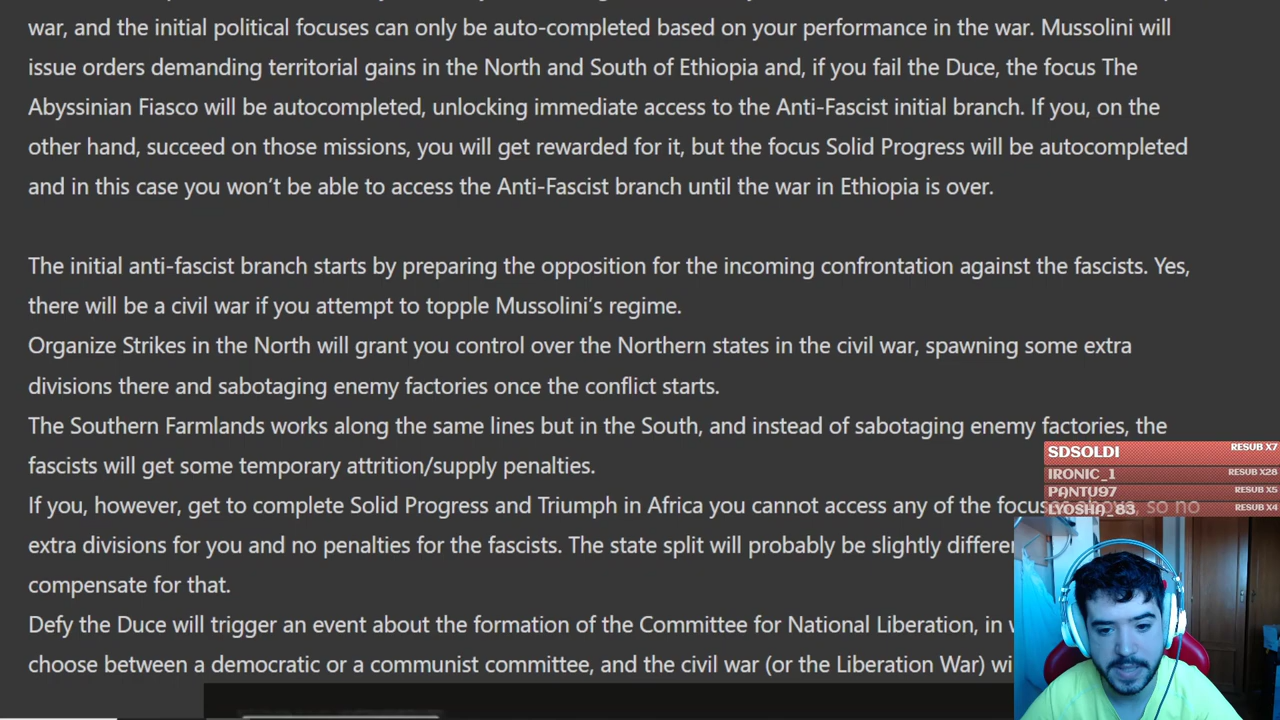 war, and the initial political focuses can only be auto-completed based on your performance in the war. Mussolini will
issue orders demanding territorial gains in the North and South of Ethiopia and, if you fail the Duce, the focus The
Abyssinian Fiasco will be autocompleted, unlocking immediate access to the Anti-Fascist initial branch. If you, on the
other hand, succeed on those missions, you will get rewarded for it, but the focus Solid Progress will be autocompleted
and in this case you won’t be able to access the Anti-Fascist branch until the war in Ethiopia is over.
The initial anti-fascist branch starts by preparing the opposition for the incoming confrontation against the fascists. Yes,
there will be a civil war if you attempt to topple Mussolini’s regime.
Organize Strikes in the North will grant you control over the Northern states in the civil war, spawning some extra
divisions there and sabotaging enemy factories once the conflict starts.
The Southern Farmlands works along the same lines but in the South, and instead of sabotaging enemy factories, the
fascists will get some temporary attrition/supply penalties.
If you, however, get to complete Solid Progress and Triumph in Africa you cannot access any of the focus so no
extra divisions for you and no penalties for the fascists. The state split will probably be slightly differen
compensate for that.
Defy the Duce will trigger an event about the formation of the Committee for National Liberation, in w
choose between a democratic or a communist committee, and the civil war (or the Liberation War) wi
SDSOLDI RESUB X7
IRONIC_1 RESUB X28
PANTU97 RESUB X5
LYOSHA_83 RESUB X4